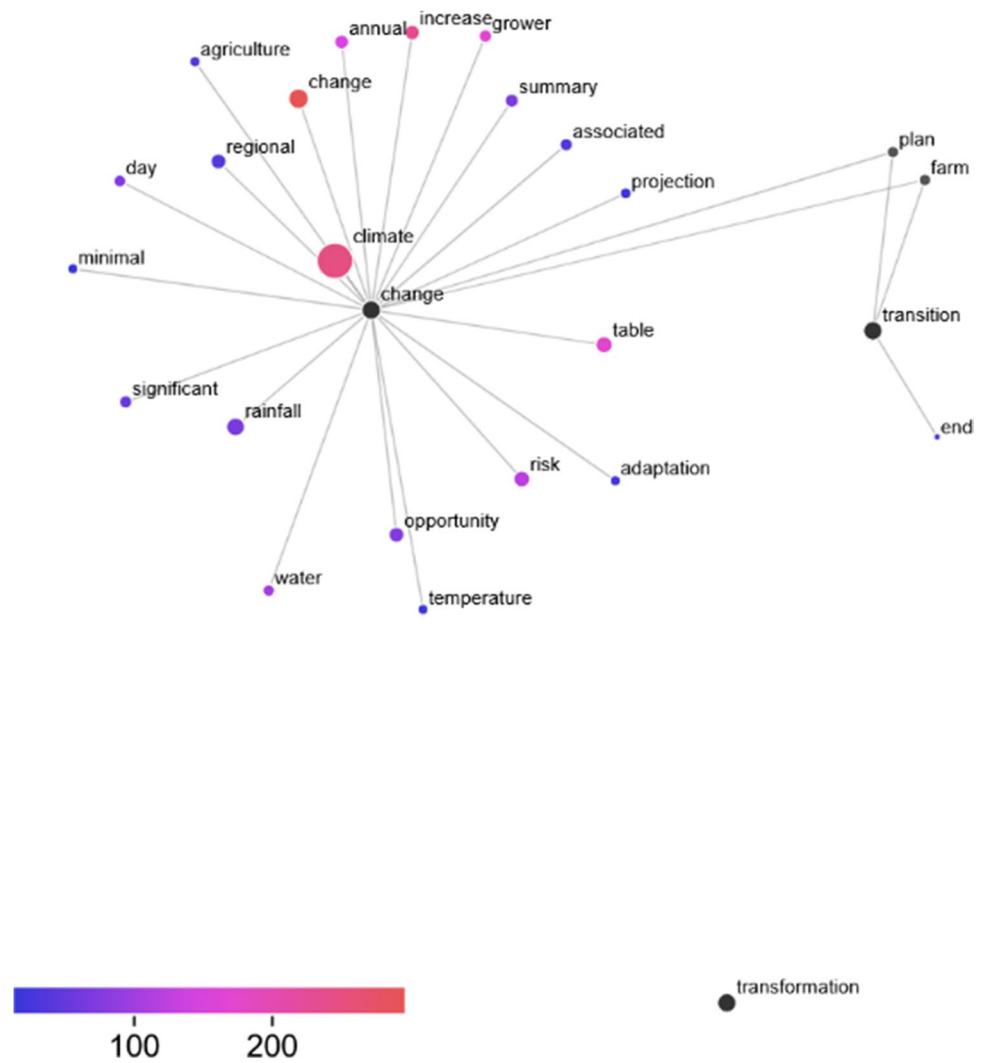 increase
grower
annual
agriculture
change
summary
associated
plan
regional
day
farm
projection
climate
minimal
change
transition
table
significant
rainfall
end
risk
adaptation
opportunity
water
temperature
transformation
100
200